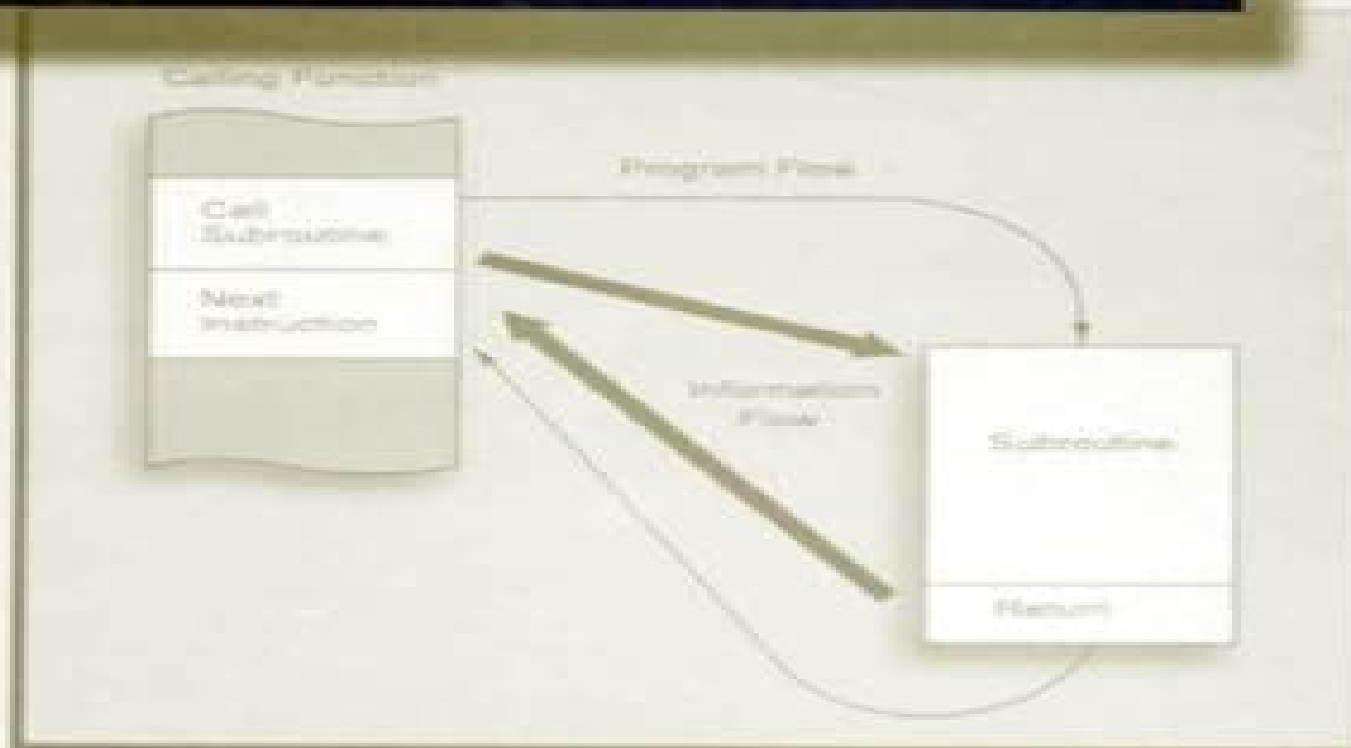 Calling Function
Program Flow
Call
Subroutine
Next
Instruction
Information
Flow
Subroutine
Return